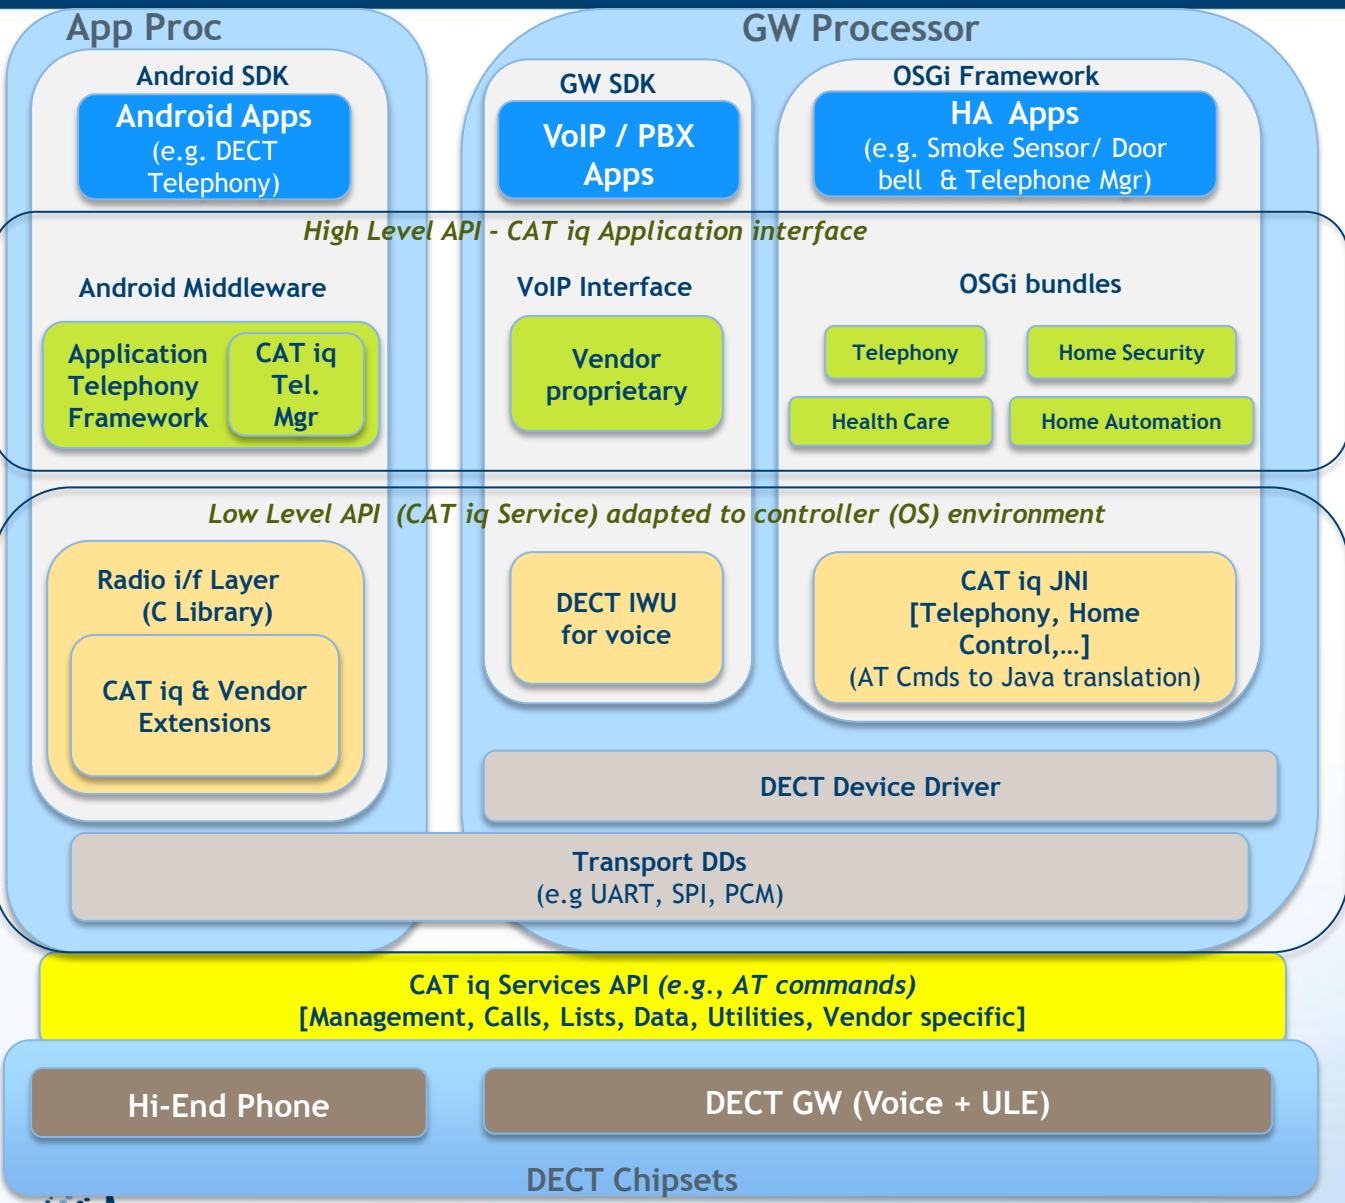 App Proc
GW Processor
Android SDK
GW SDK
OSGi Framework
Android Apps
(e.g. DECT
Telephony)
VoIP / PBX
Apps
HA  Apps
(e.g. Smoke Sensor/ Door
bell  & Telephone Mgr)
High Level API - CAT iq Application interface
Android Middleware
VoIP Interface
OSGi bundles
Application
Telephony
Framework
CAT iq
Tel.
Mgr
Vendor
proprietary
Telephony
Home Security
Health Care
Home Automation
Low Level API  (CAT iq Service) adapted to controller (OS) environment
Radio i/f Layer
(C Library)
CAT iq & Vendor
Extensions
DECT IWU
for voice
CAT iq JNI
[Telephony, Home
Control,…]
(AT Cmds to Java translation)
DECT Device Driver
Transport DDs
(e.g UART, SPI, PCM)
CAT iq Services API (e.g., AT commands)
[Management, Calls, Lists, Data, Utilities, Vendor specific]
Hi-End Phone
DECT GW (Voice + ULE)
DECT Chipsets